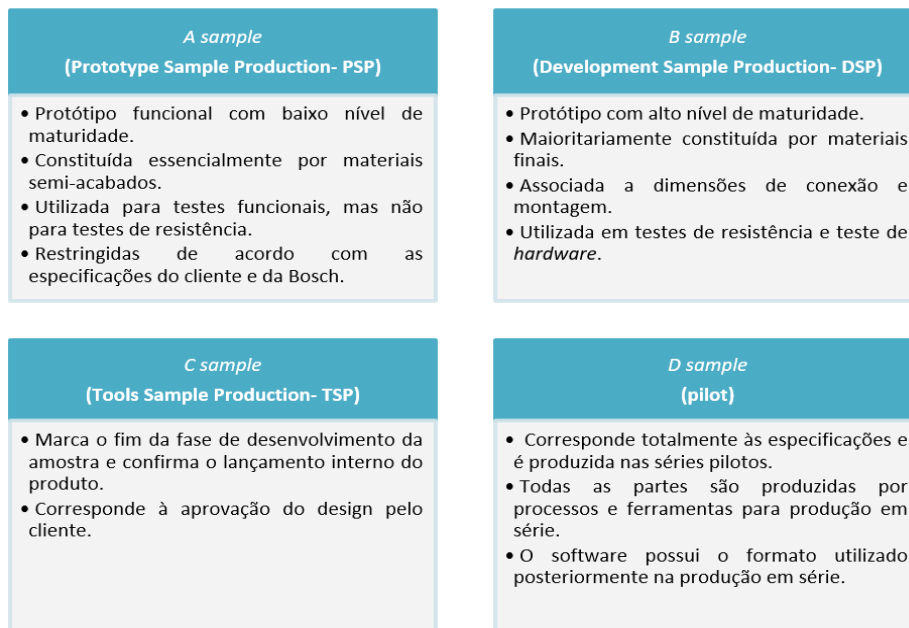 A sample
(Prototype Sample Production- PSP)
• Protótipo funcional com baixo nível de
maturidade.
• Constituída essencialmente por materiais
semi-acabados.
• Utilizada para testes funcionais, mas não
para testes de resistência.
• Restringidas de acordo com as
especificações do cliente e da Bosch.
B sample
(Development Sample Production- DSP)
• Protótipo com alto nível de maturidade.
• Maioritariamente constituída por materiais
finais.
• Associada a dimensões de conexão e
montagem.
• Utilizada em testes de resistência e teste de
hardware.
C sample
(Tools Sample Production- TSP)
• Marca o fim da fase de desenvolvimento da
amostra e confirma o lançamento interno do
produto.
• Corresponde à aprovação do design pelo
cliente.
D sample
(pilot)
• Corresponde totalmente às especificações e
é produzida nas séries pilotos.
• Todas as partes são produzidas por
processos e ferramentas para produção em
série.
• O software possui o formato utilizado
posteriormente na produção em série.